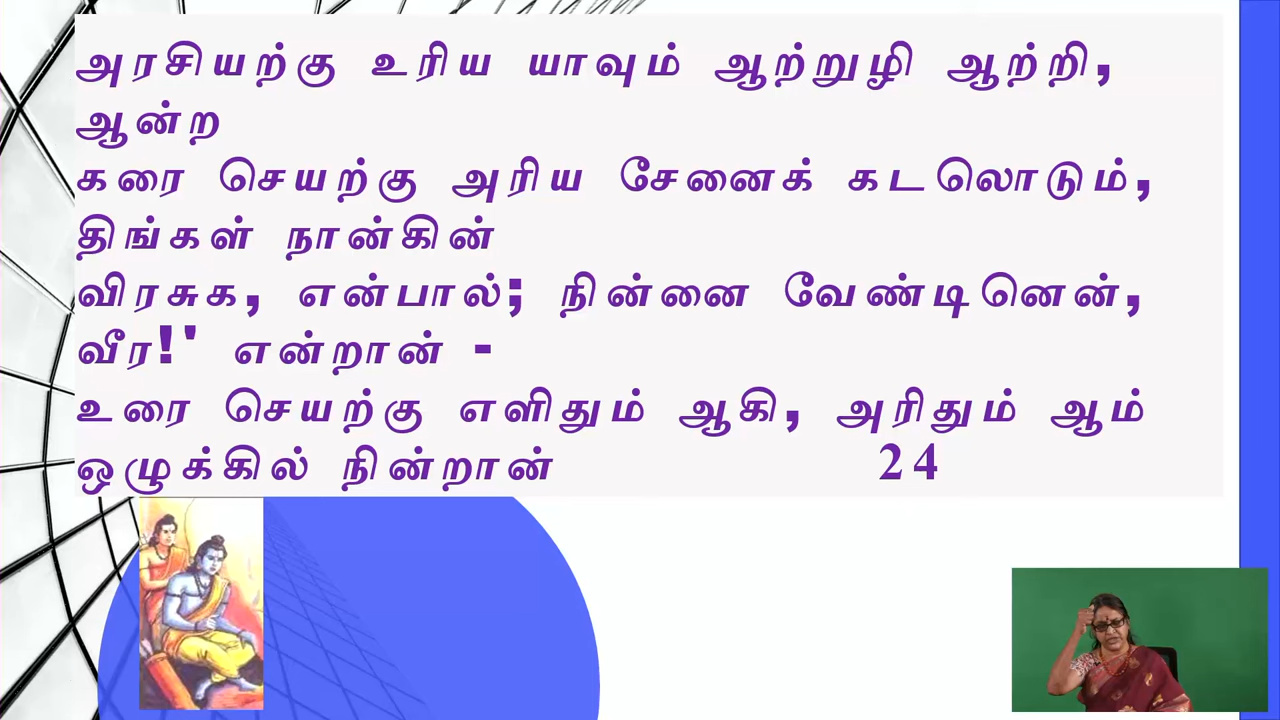 அரசியற்கு உரிய யாவும் ஆற்றுழி ஆற்றி,
ஆன்ற
கரை செயற்கு அரிய சேனைக் கடலொடும்,
திங்கள் நான்கின்
விரசுக, என்பால்; நின்னை வேண்டினென்,
வீர!' என்றான் -
உரை செயற்கு எளிதும் ஆகி, அரிதும் ஆம்
ஒழுக்கில் நின்றான் 24